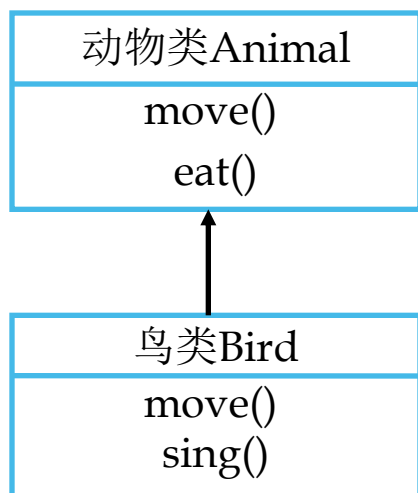 动物类Animal
move()
eat()
鸟类Bird
move()
sing()